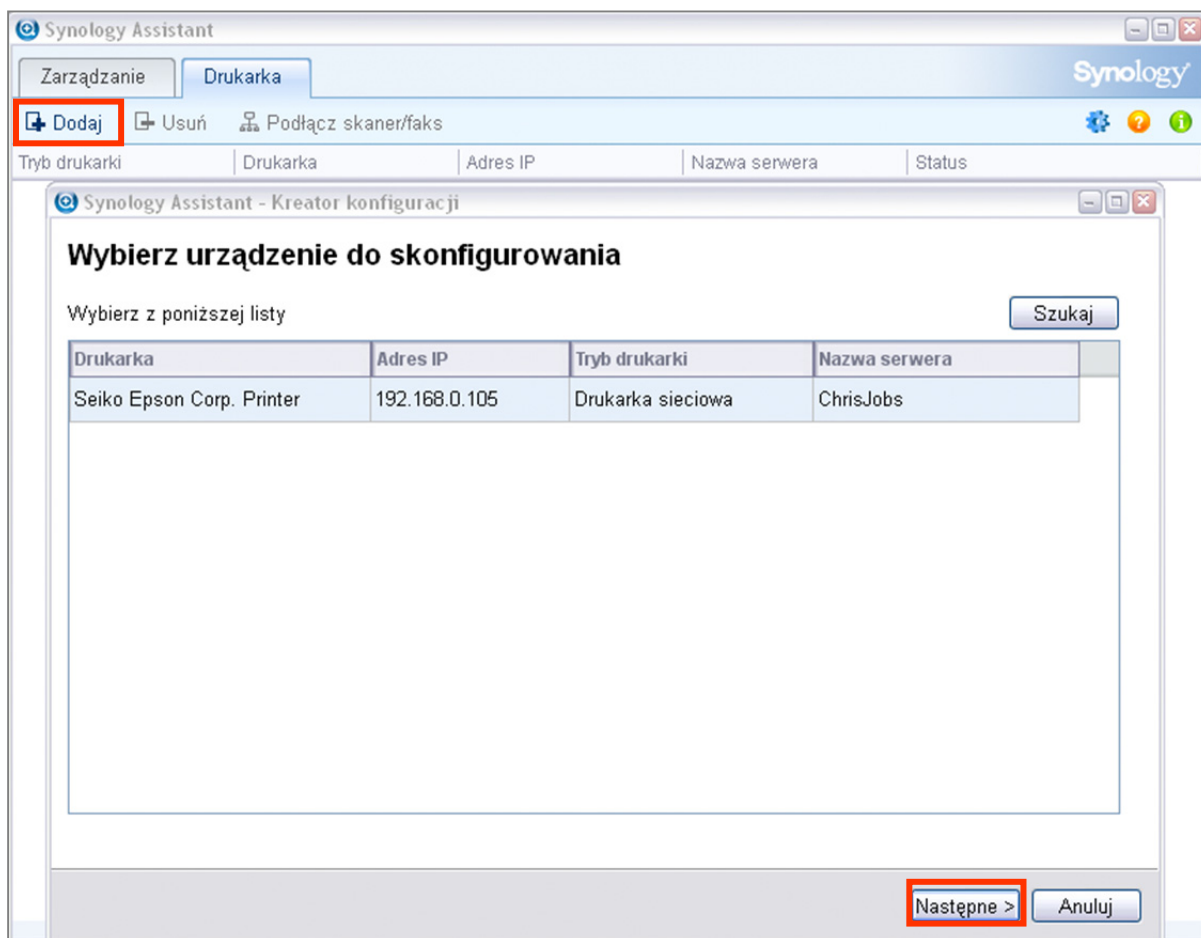 Synology Assistant
Zarządzanie Drukarka Synology
Dodaj Usuń Podłącz skaner/faks
Tryb drukarki Drukarka Adres IP Nazwa serwera Status
Synology Assistant - Kreator konfiguracji
Wybierz urządzenie do skonfigurowania
Wybierz z poniższej listy Szukaj
Drukarka Adres IP Tryb drukarki Nazwa serwera
Seiko Epson Corp. Printer 192.168.0.105 Drukarka sieciowa ChrisJobs
Następne > Anuluj